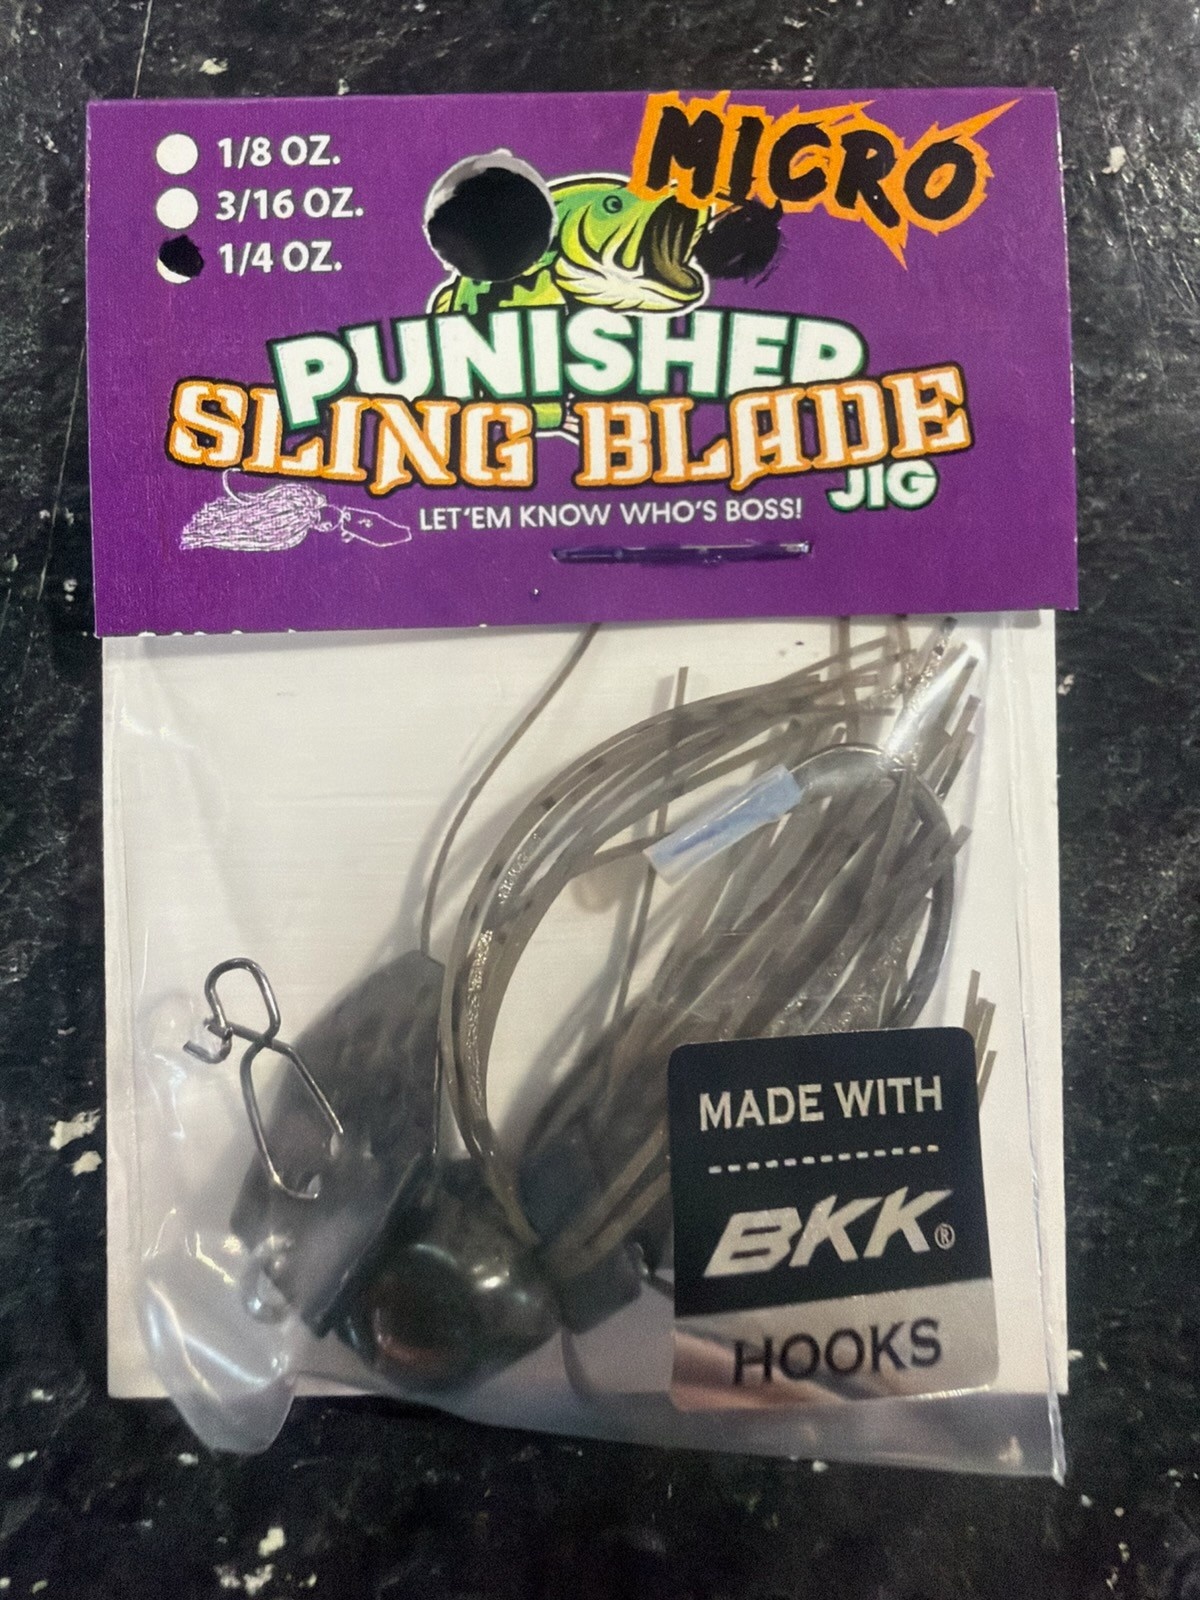 1/8 OZ.
3/16 OZ.
1/4 OZ.
MICRO
PUNISHER
SLING BLADE
JIG
LET'EM KNOW WHO'S BOSS!
MADE WITH
BKK®
HOOKS